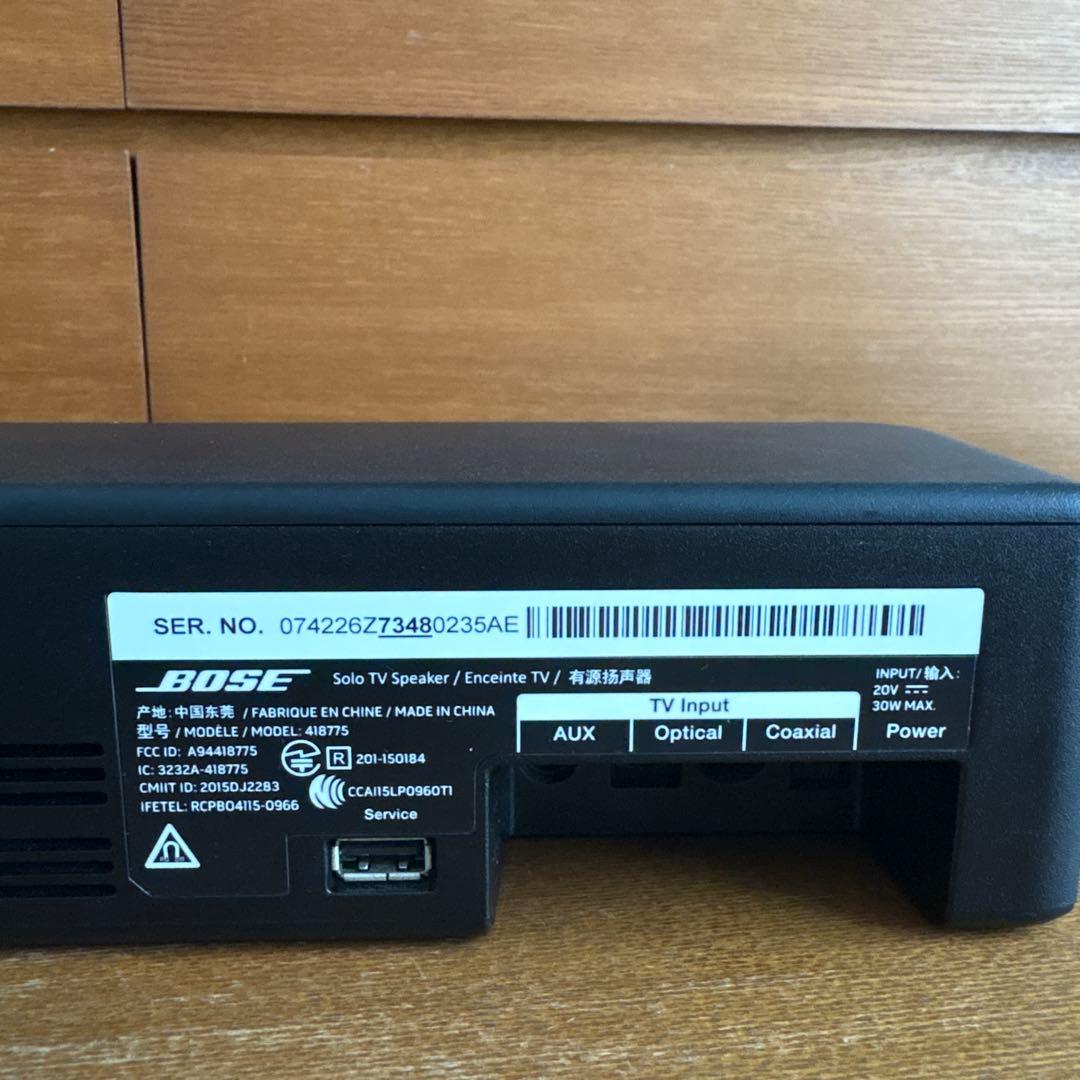 SER. NO. 074226Z73480235AE
BOSE Solo TV Speaker / Enceinte TV / 有源扬声器
产地: 中国东莞 / FABRIQUE EN CHINE / MADE IN CHINA
型号 / MODÈLE / MODEL: 418775
FCC ID: A94418775
IC: 3232A-418775
CMIIT ID: 2015DJ2283
IFETEL: RCPBO4115-0966
R 201-150184
CCAI15LP0960T1
Service
TV Input
AUX Optical Coaxial
INPUT/输入:
20V
30W MAX.
Power